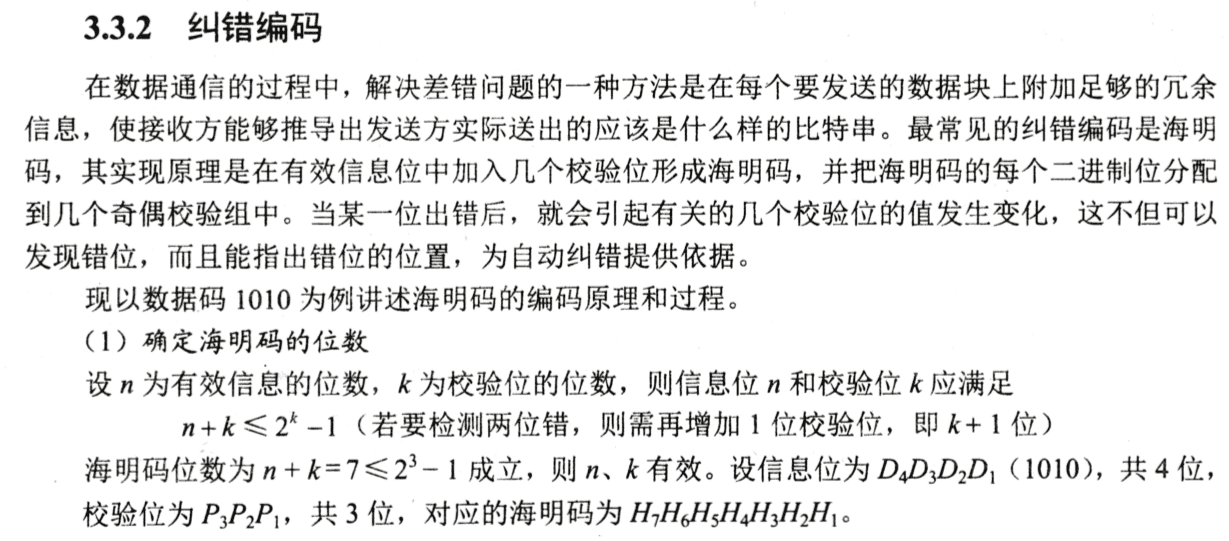 3.3.2 纠错编码
在数据通信的过程中，解决差错问题的一种方法是在每个要发送的数据块上附加足够的冗余
信息，使接收方能够推导出发送方实际送出的应该是什么样的比特串。最常见的纠错编码是海明
码，其实现原理是在有效信息位中加入几个校验位形成海明码，并把海明码的每个二进制位分配
到几个奇偶校验组中。当某一位出错后，就会引起有关的几个校验位的值发生变化，这不但可以
发现错位，而且能指出错位的位置，为自动纠错提供依据。
现以数据码 1010 为例讲述海明码的编码原理和过程。
（1）确定海明码的位数
设 n 为有效信息的位数，k 为校验位的位数，则信息位 n 和校验位 k 应满足
n+k≤2ᵏ−1（若要检测两位错，则需再增加 1 位校验位，即 k+1 位）
海明码位数为 n+k=7≤2³−1 成立，则 n、k 有效。设信息位为 D₄D₃D₂D₁（1010），共 4 位，
校验位为 P₃P₂P₁，共 3 位，对应的海明码为 H₇H₆H₅H₄H₃H₂H₁。